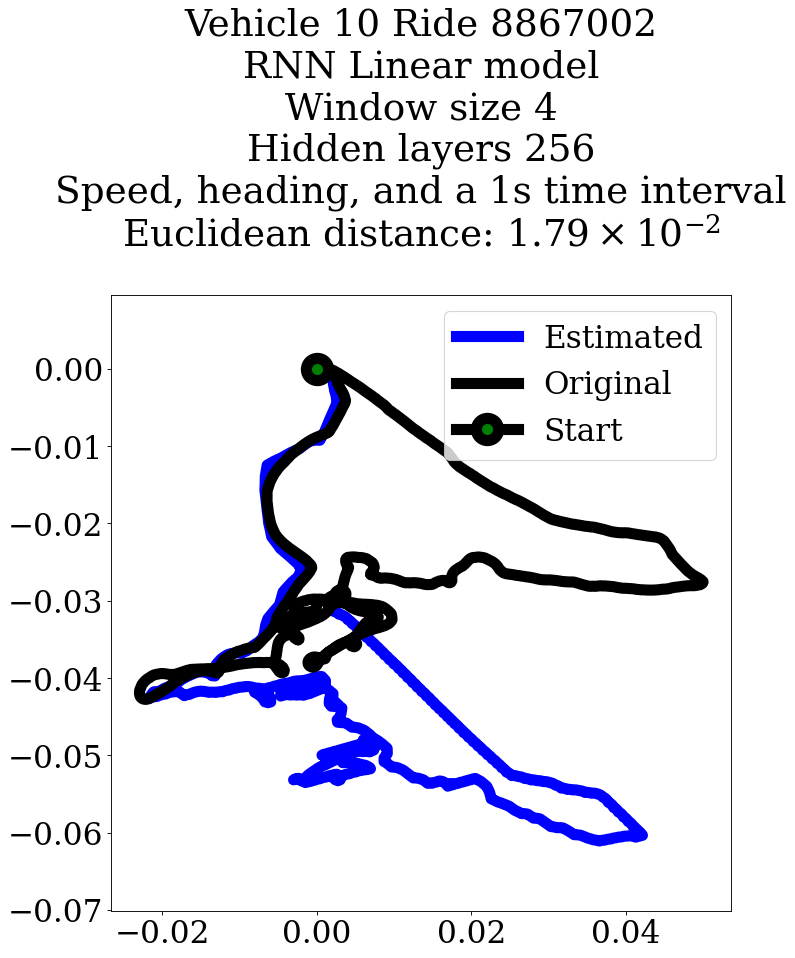 Vehicle 10 Ride 8867002
RNN Linear model
Window size 4
Hidden layers 256
Speed, heading, and a 1s time interval
Euclidean distance: 1.79 × 10⁻²
Estimated
Original
Start
0.00
−0.01
−0.02
−0.03
−0.04
−0.05
−0.06
−0.07
−0.02 0.00 0.02 0.04